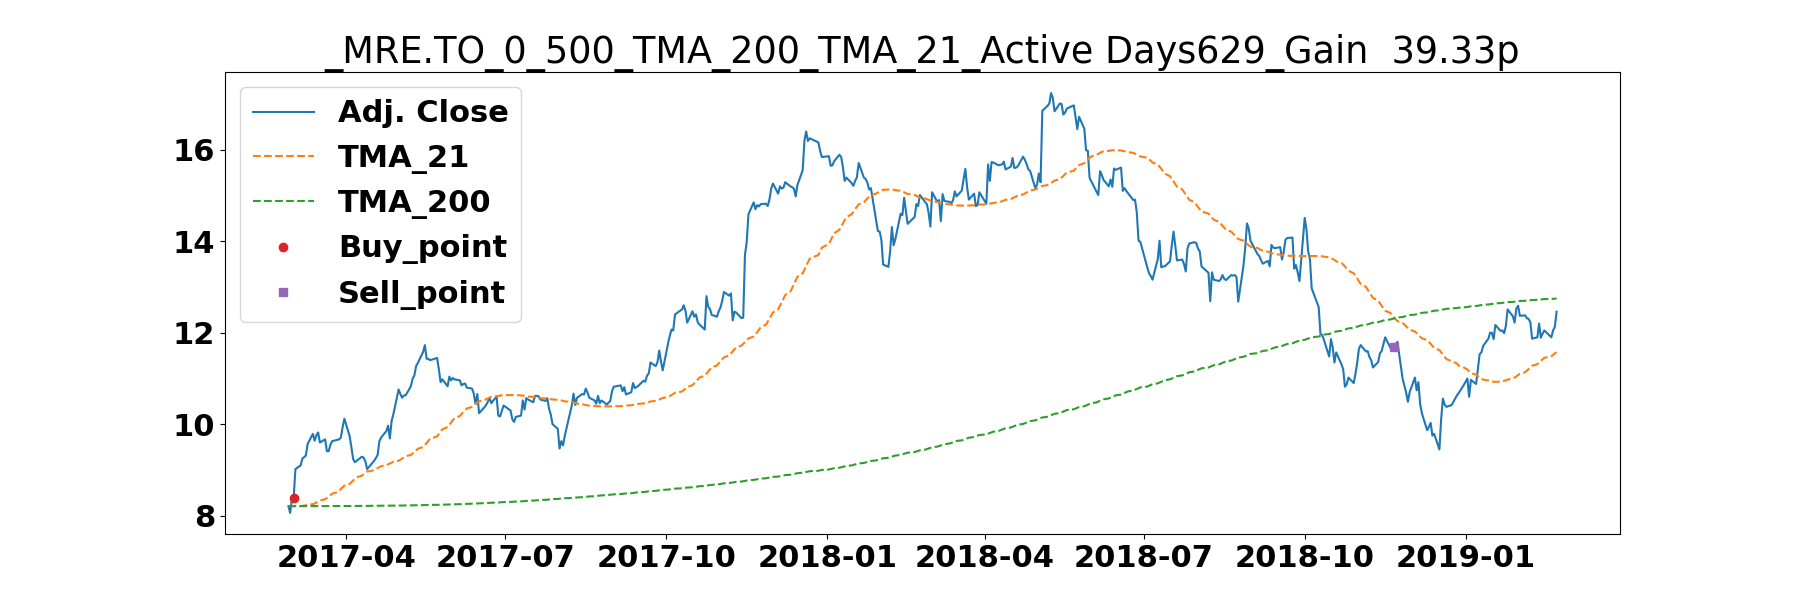 _MRE.TO_0_500_TMA_200_TMA_21_Active Days629_Gain  39.33p
Adj. Close
TMA_21
TMA_200
Buy_point
Sell_point
16
14
12
10
8
2017-04 2017-07 2017-10 2018-01 2018-04 2018-07 2018-10 2019-01